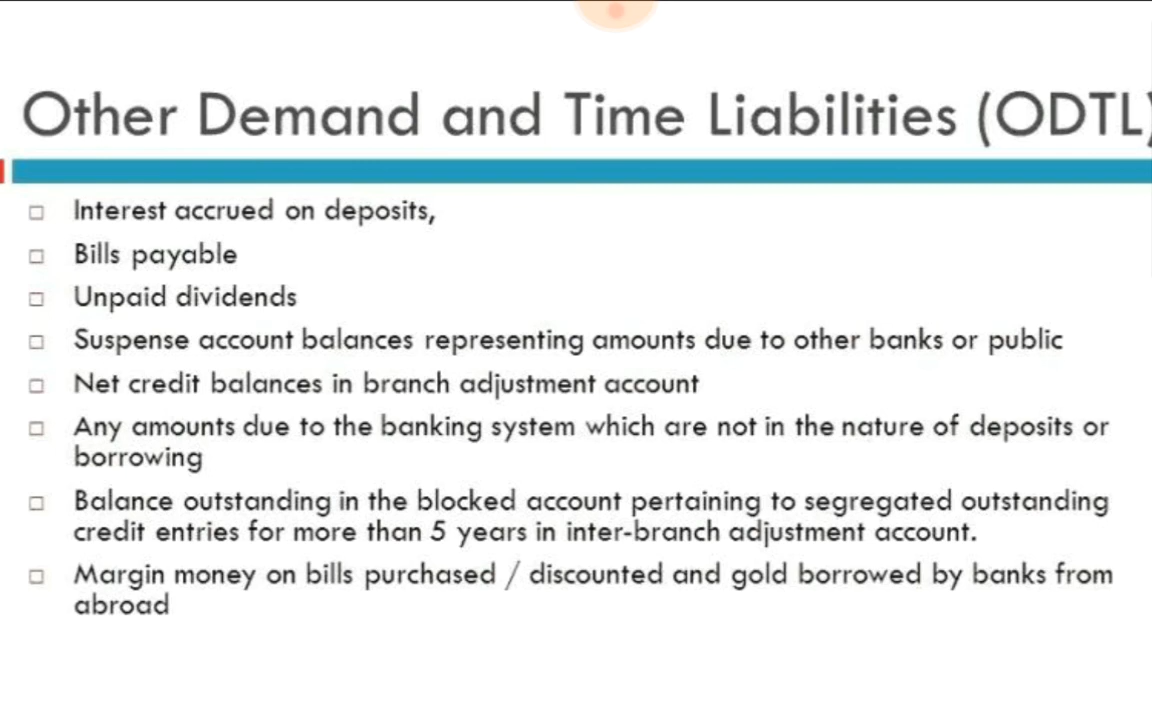 Other Demand and Time Liabilities (ODTL)
Interest accrued on deposits,
Bills payable
Unpaid dividends
Suspense account balances representing amounts due to other banks or public
Net credit balances in branch adjustment account
Any amounts due to the banking system which are not in the nature of deposits or
borrowing
Balance outstanding in the blocked account pertaining to segregated outstanding
credit entries for more than 5 years in inter-branch adjustment account.
Margin money on bills purchased / discounted and gold borrowed by banks from
abroad